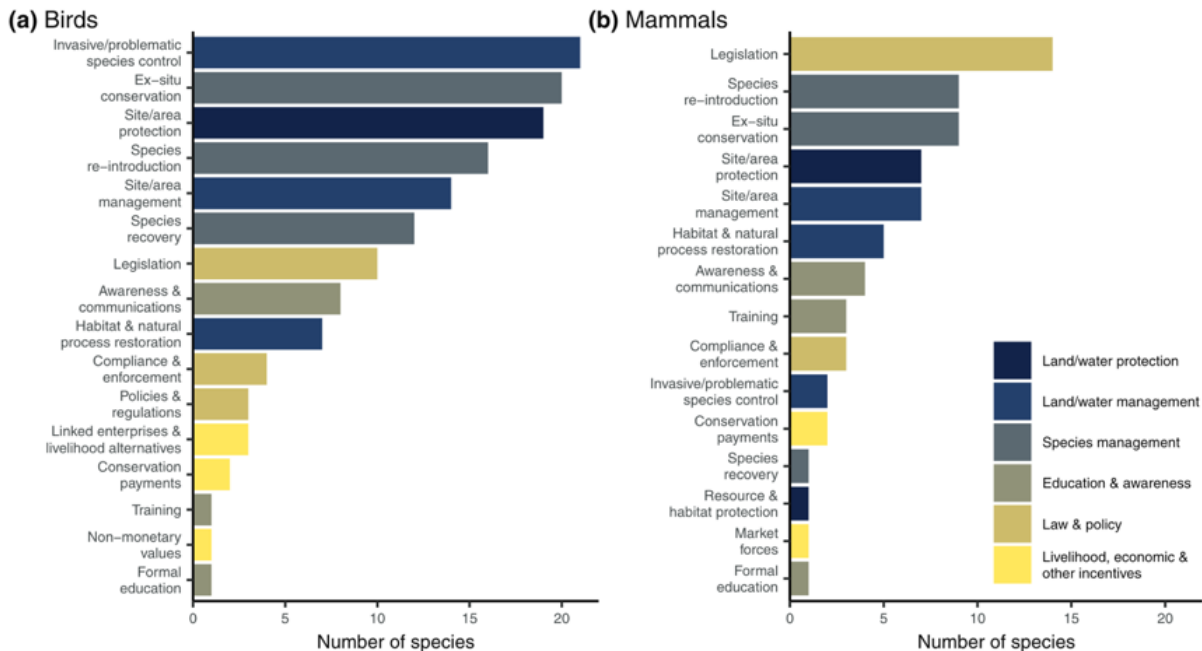 (a) Birds
Invasive/problematic
species control
Ex−situ
conservation
Site/area
protection
Species
re−introduction
Site/area
management
Species
recovery
Legislation
Awareness &
communications
Habitat & natural
process restoration
Compliance &
enforcement
Policies &
regulations
Linked enterprises &
livelihood alternatives
Conservation
payments
Training
Non−monetary
values
Formal
education
0 5 10 15 20
Number of species
(b) Mammals
Legislation
Species
re−introduction
Ex−situ
conservation
Site/area
protection
Site/area
management
Habitat & natural
process restoration
Awareness &
communications
Training
Compliance &
enforcement
Invasive/problematic
species control
Conservation
payments
Species
recovery
Resource &
habitat protection
Market
forces
Formal
education
0 5 10 15 20
Number of species
Land/water protection
Land/water management
Species management
Education & awareness
Law & policy
Livelihood, economic &
other incentives